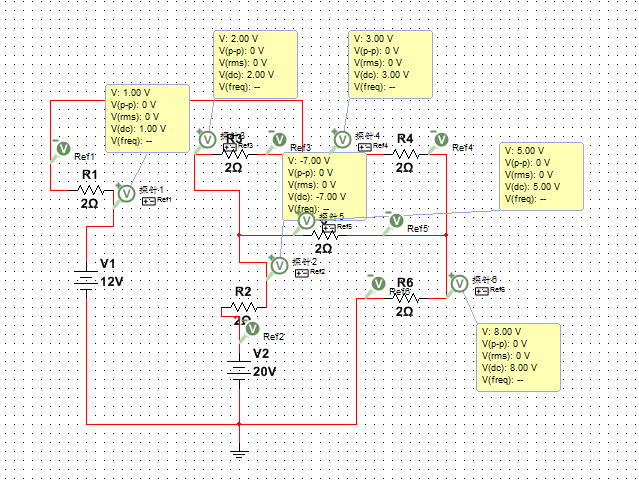 V: 2.00 V
V(p-p): 0 V
V(rms): 0 V
V(dc): 2.00 V
V(freq): --
V: 3.00 V
V(p-p): 0 V
V(rms): 0 V
V(dc): 3.00 V
V(freq): --
V: 1.00 V
V(p-p): 0 V
V(rms): 0 V
V(dc): 1.00 V
V(freq): --
探针3
R3
Ref3
2Ω
Ref3
探针4
Ref4
R4
2Ω
Ref4
V: 5.00 V
V(p-p): 0 V
V(rms): 0 V
V(dc): 5.00 V
V(freq): --
Ref1
R1
2Ω
探针1
Ref1
V: -7.00 V
V(p-p): 0 V
V(rms): 0 V
V(dc): -7.00 V
V(freq): --
探针5
Ref5
2Ω
Ref5
V1
12V
探针2
Ref2
R2
2Ω
Ref2
Ref6
R6
2Ω
探针6
Ref6
V2
20V
V: 8.00 V
V(p-p): 0 V
V(rms): 0 V
V(dc): 8.00 V
V(freq): --